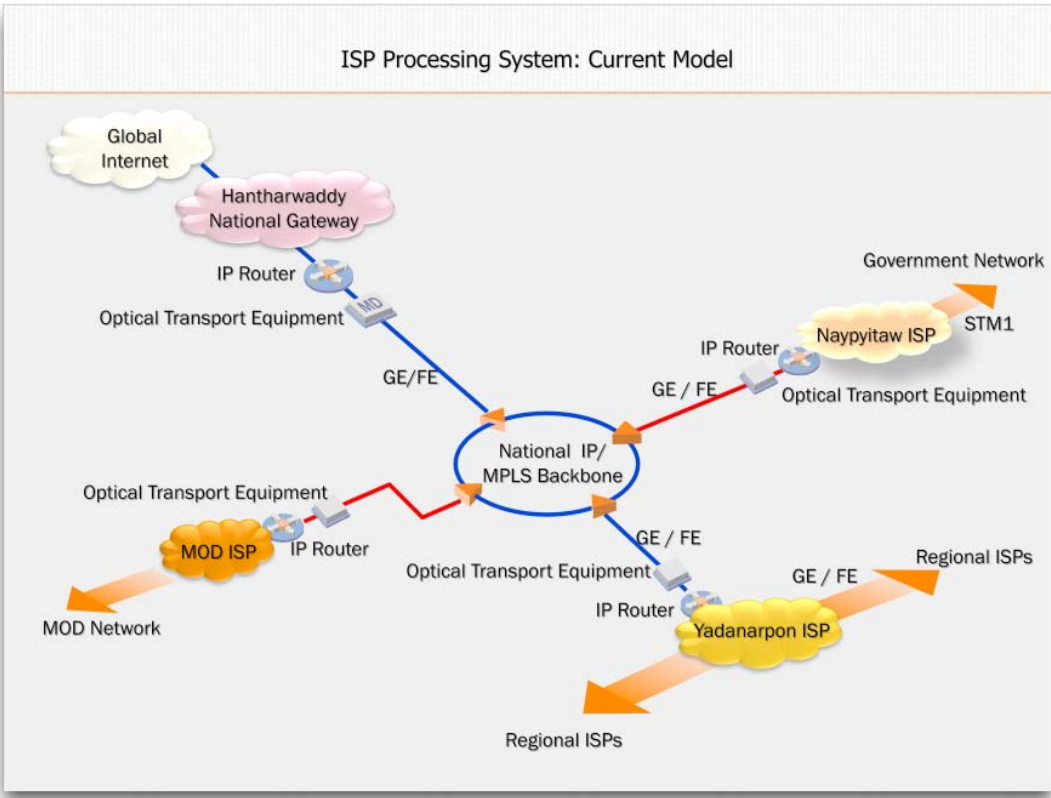 ISP Processing System: Current Model
Global
Internet
Hantharwaddy
National Gateway
IP Router
MD
Optical Transport Equipment
GE/FE
Government Network
STM1
Naypyitaw ISP
IP Router
GE / FE
Optical Transport Equipment
National IP/
MPLS Backbone
Optical Transport Equipment
MOD ISP
IP Router
MOD Network
GE / FE
Optical Transport Equipment
IP Router
Yadanarpon ISP
GE / FE
Regional ISPs
Regional ISPs